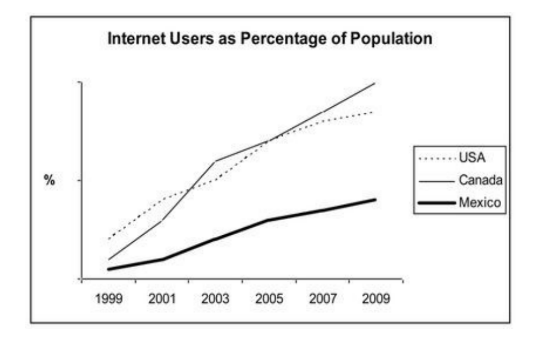 Internet Users as Percentage of Population
%
USA
Canada
Mexico
1999 2001 2003 2005 2007 2009